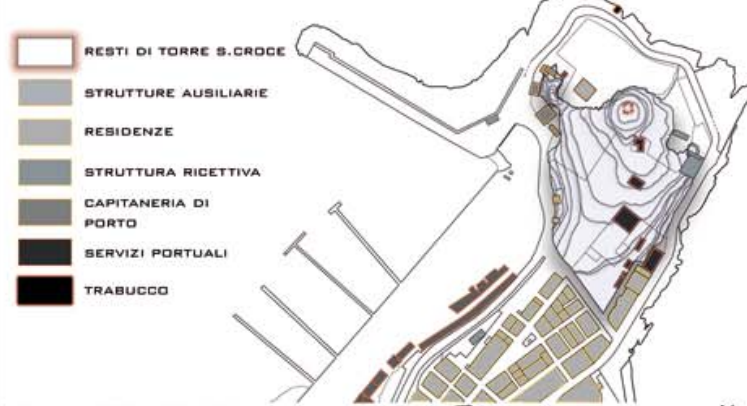 RESTI DI TORRE S.CROCE
STRUTTURE AUSILIARIE
RESIDENZE
STRUTTURA RICETTIVA
CAPITANERIA DI
PORTO
SERVIZI PORTUALI
TRABUCCO